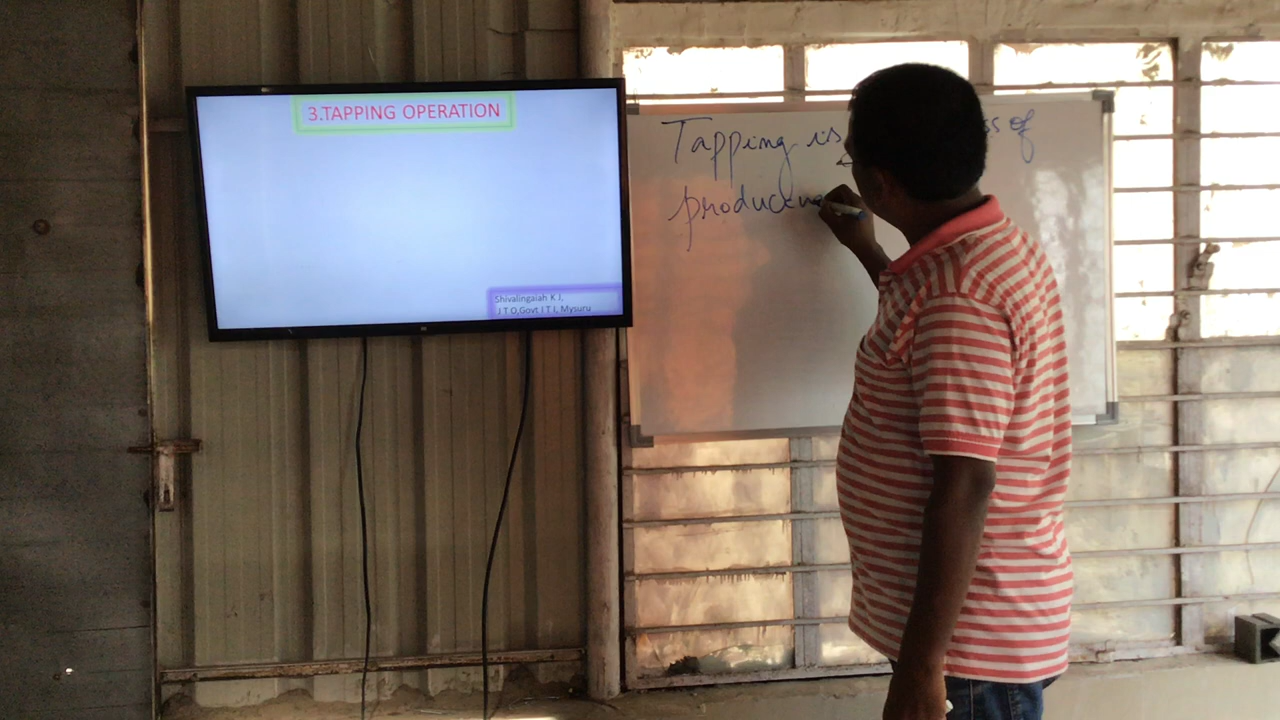 3.TAPPING OPERATION
Shivalingaiah K J,
J T O,Govt I T I, Mysuru
Tapping is of
producing